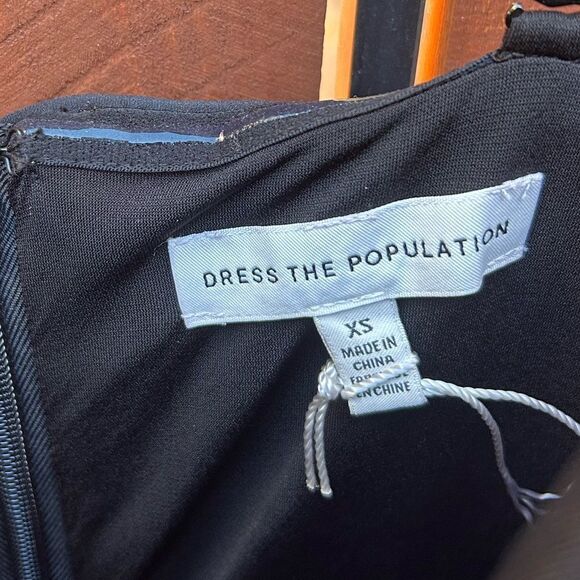 DRESS THE POPULATION
XS
MADE IN
CHINA
EN CHINE